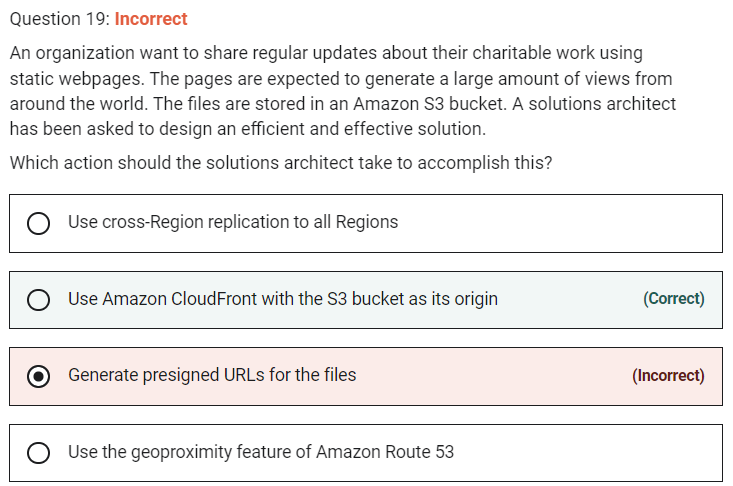 Question 19: Incorrect
An organization want to share regular updates about their charitable work using
static webpages. The pages are expected to generate a large amount of views from
around the world. The files are stored in an Amazon S3 bucket. A solutions architect
has been asked to design an efficient and effective solution.
Which action should the solutions architect take to accomplish this?
Use cross-Region replication to all Regions
Use Amazon CloudFront with the S3 bucket as its origin (Correct)
Generate presigned URLs for the files (Incorrect)
Use the geoproximity feature of Amazon Route 53